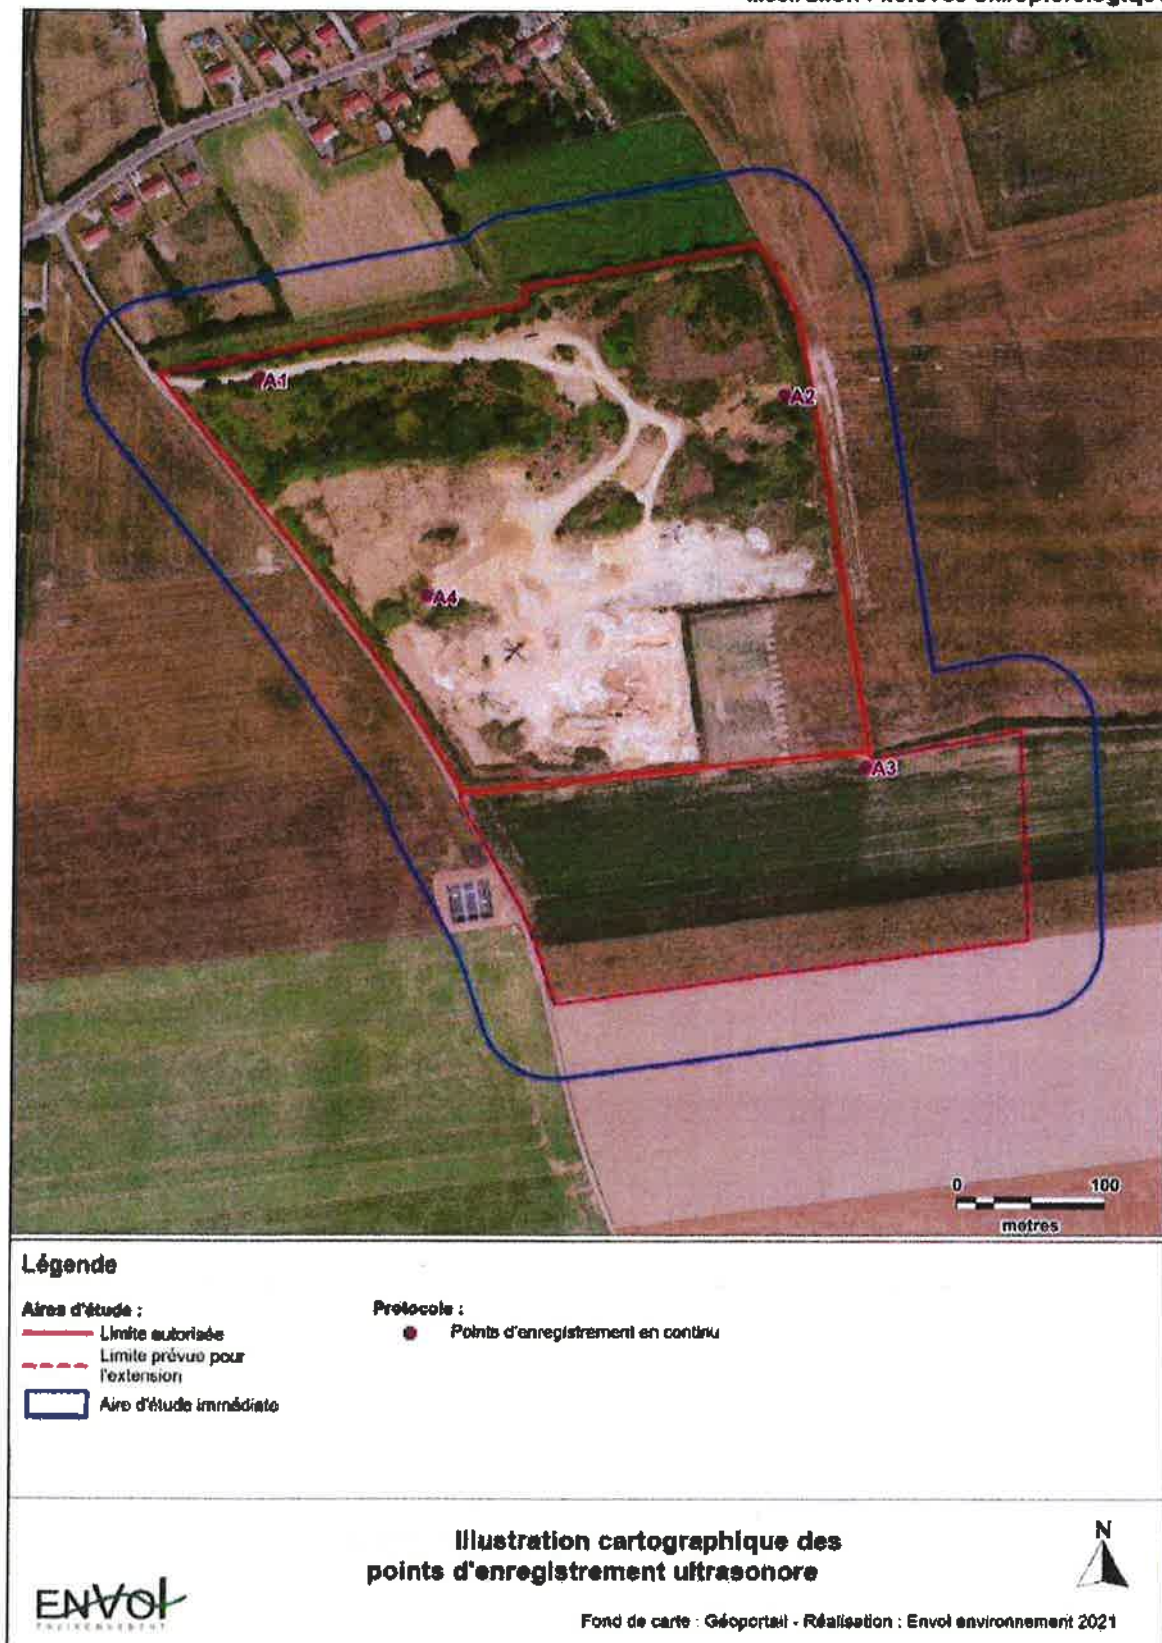 A1
A2
A4
A3
0 100
mètres
Légende
Aires d'étude :
Limite autorisée
Limite prévue pour
l'extension
Aire d'étude immédiate
Protocole :
Points d'enregistrement en continu
Illustration cartographique des
points d'enregistrement ultrasonore
N
ENVOl
ENVIRONNEMENT
Fond de carte : Géoportail - Réalisation : Envol environnement 2021